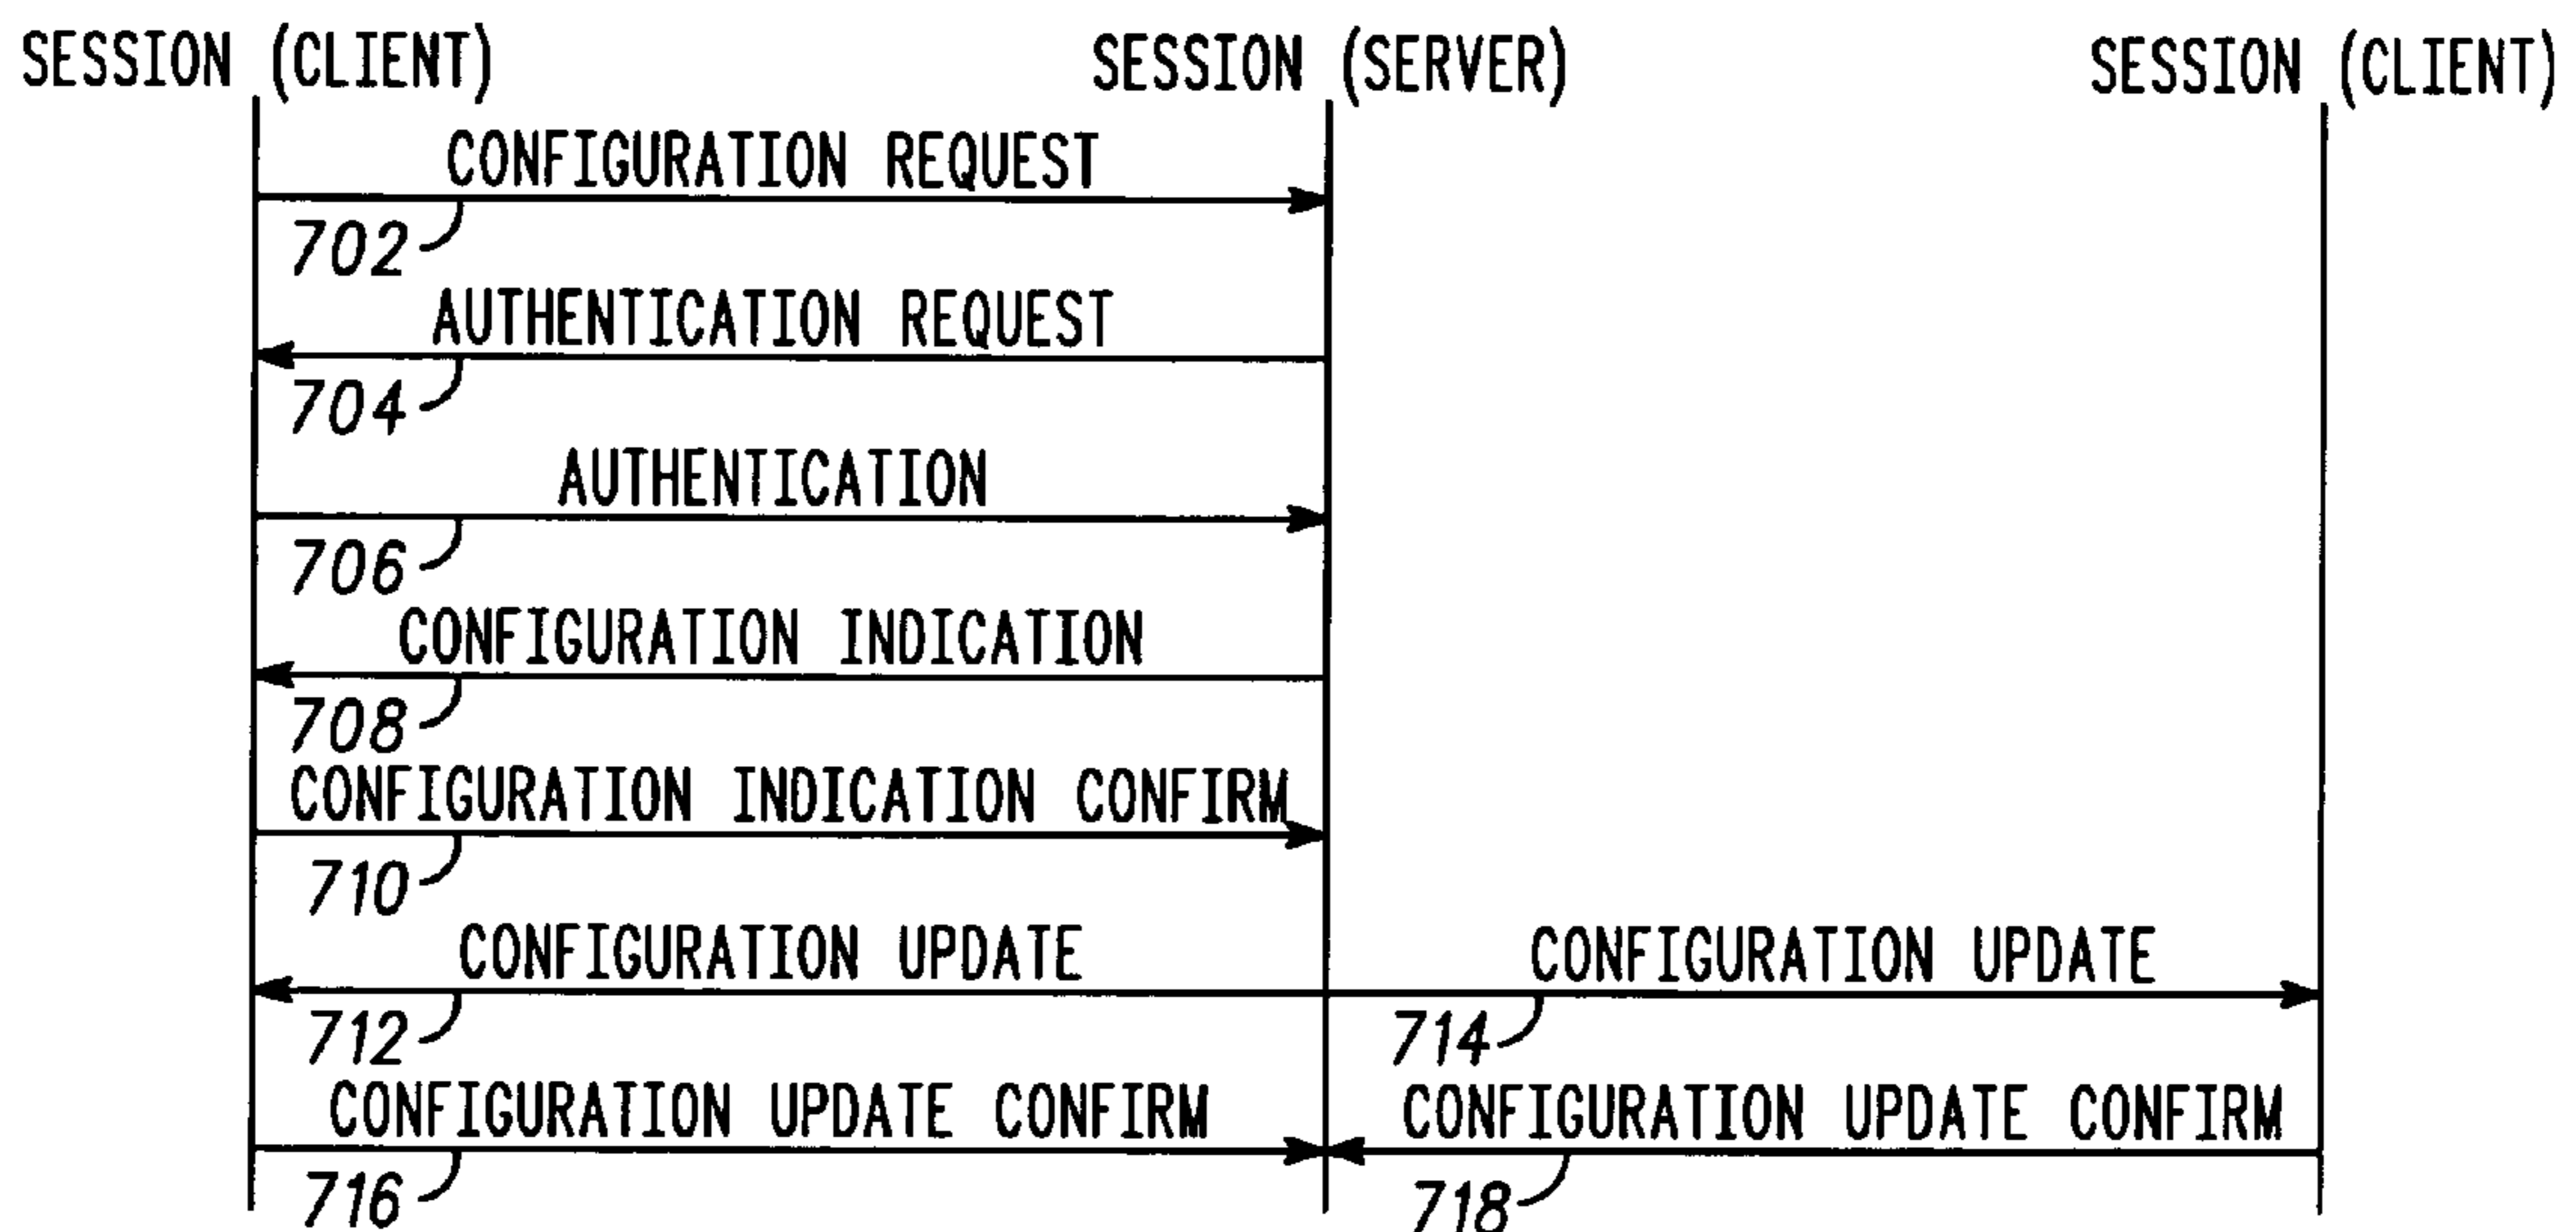 SESSION (CLIENT) SESSION (SERVER) SESSION (CLIENT)
CONFIGURATION REQUEST
702
AUTHENTICATION REQUEST
704
AUTHENTICATION
706
CONFIGURATION INDICATION
708
CONFIGURATION INDICATION CONFIRM
710
CONFIGURATION UPDATE CONFIGURATION UPDATE
712 714
CONFIGURATION UPDATE CONFIRM CONFIGURATION UPDATE CONFIRM
716 718